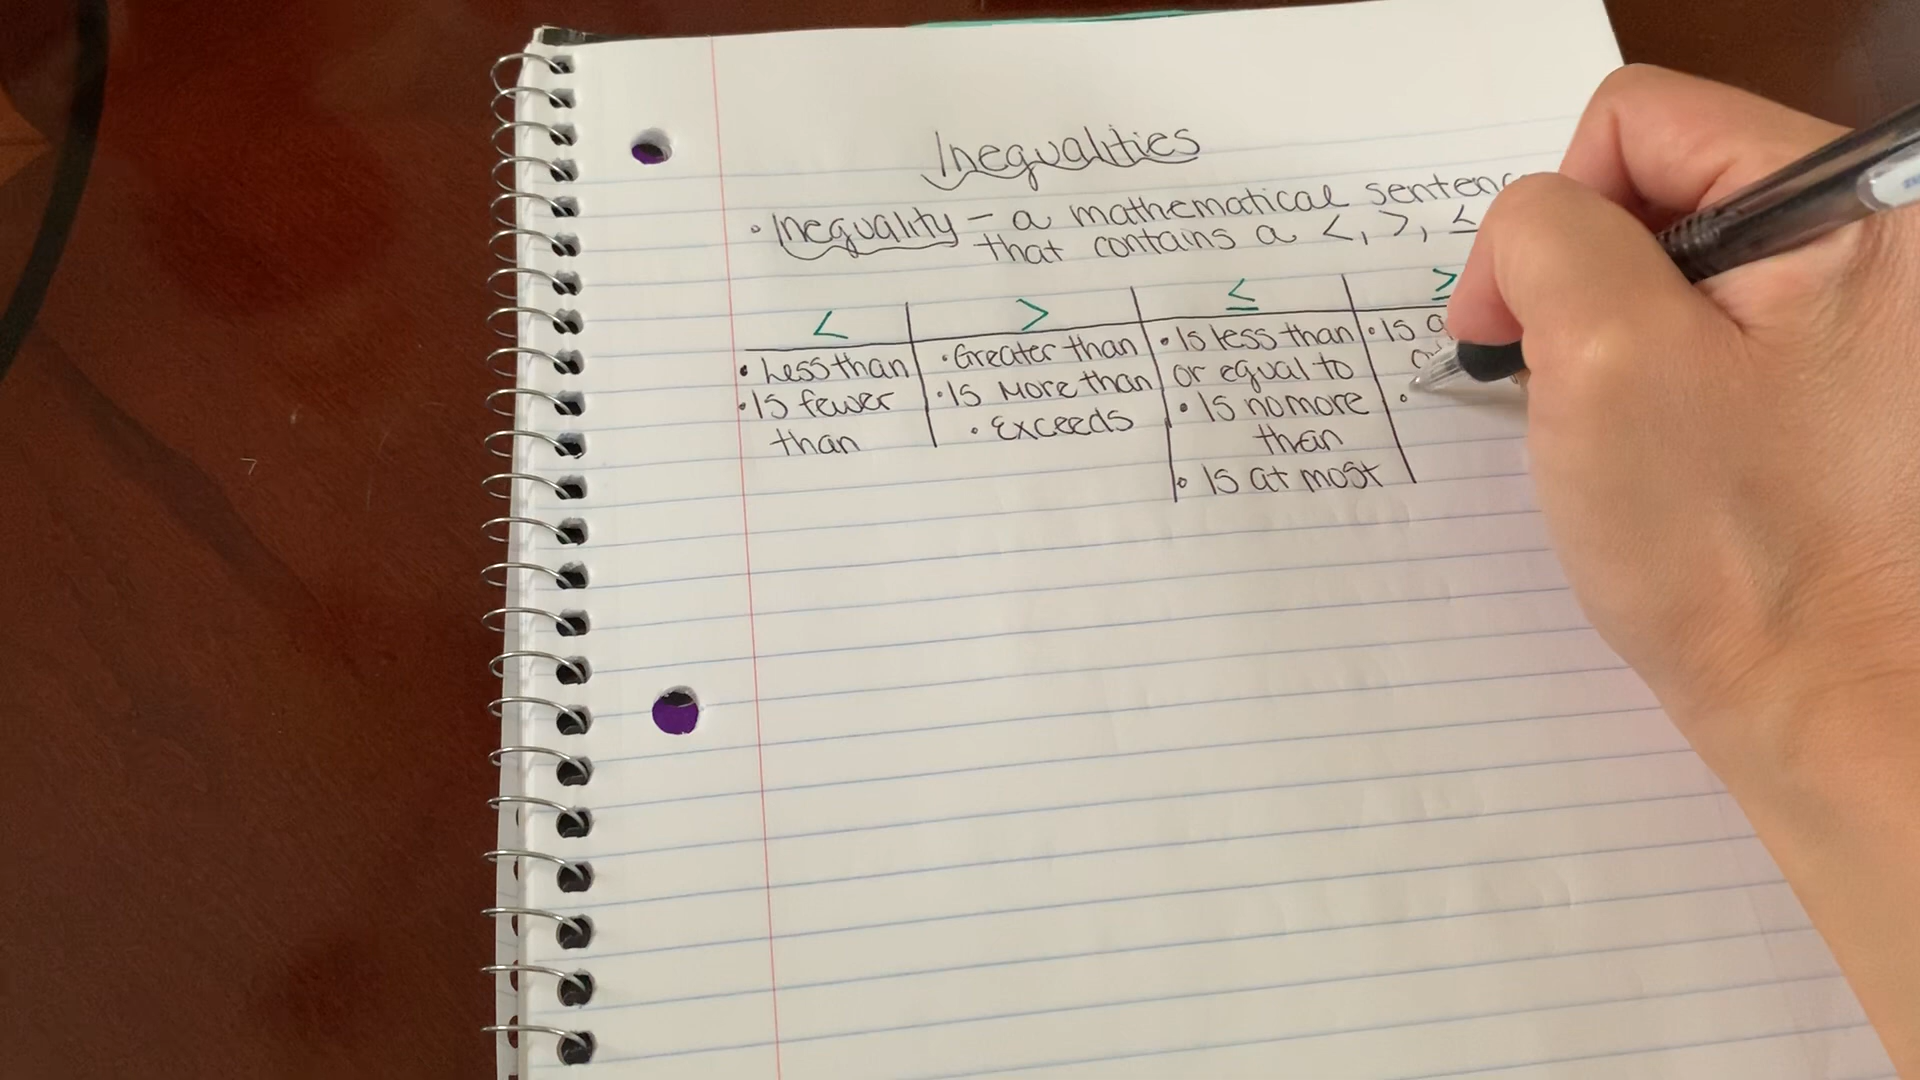 Inequalities
• Inequality – a mathematical sentenc
that contains a <, >, ≤
< > ≤ ≥
• Less than
• Is fewer
than
• Greater than
• Is more than
• Exceeds
• Is less than
or equal to
• Is no more
than
• Is at most
• Is
•